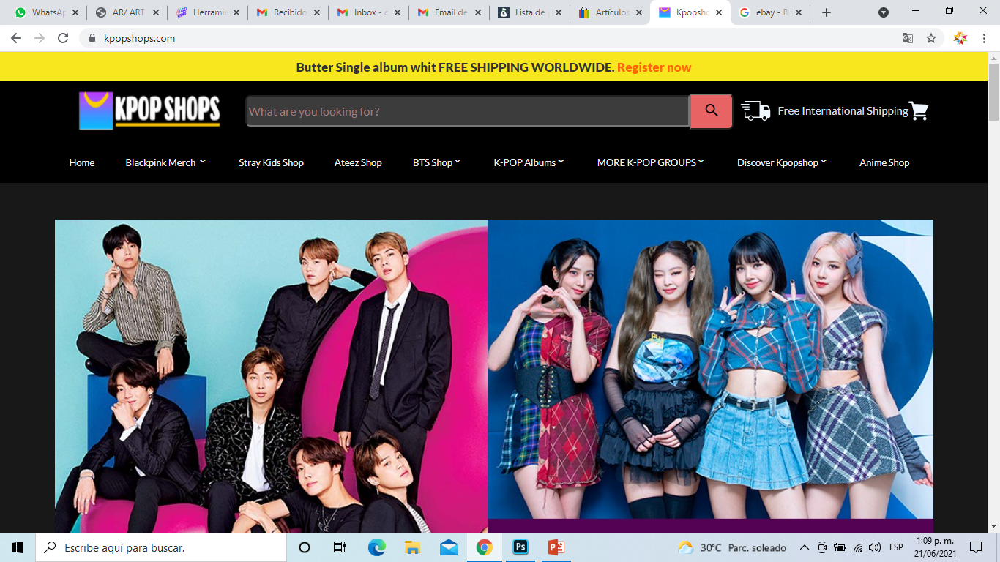 WhatsAp
AR/ ART
Herramie
Recibido
Inbox - c
Email de
Lista de
Artículos
Kpopsho
ebay - B
kpopshops.com
Butter Single album whit FREE SHIPPING WORLDWIDE. Register now
KPOP SHOPS
What are you looking for?
Free International Shipping
Home
Blackpink Merch
Stray Kids Shop
Ateez Shop
BTS Shop
K-POP Albums
MORE K-POP GROUPS
Discover Kpopshop
Anime Shop
Escribe aquí para buscar.
Ps
30°C Parc. soleado
ESP
1:09 p. m.
21/06/2021